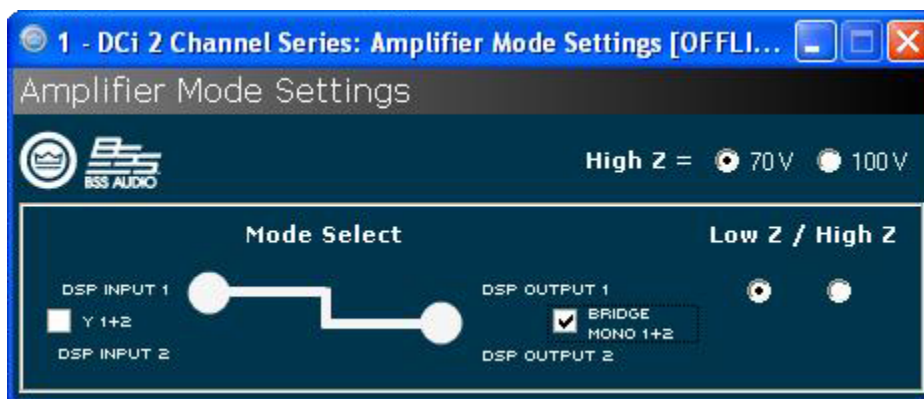 1 - DCi 2 Channel Series: Amplifier Mode Settings [OFFLI...
Amplifier Mode Settings
BSS
BSS AUDIO
High Z = 70V 100V
Mode Select
Low Z / High Z
DSP INPUT 1
Y 1+2
DSP INPUT 2
DSP OUTPUT 1
BRIDGE
MONO 1+2
DSP OUTPUT 2